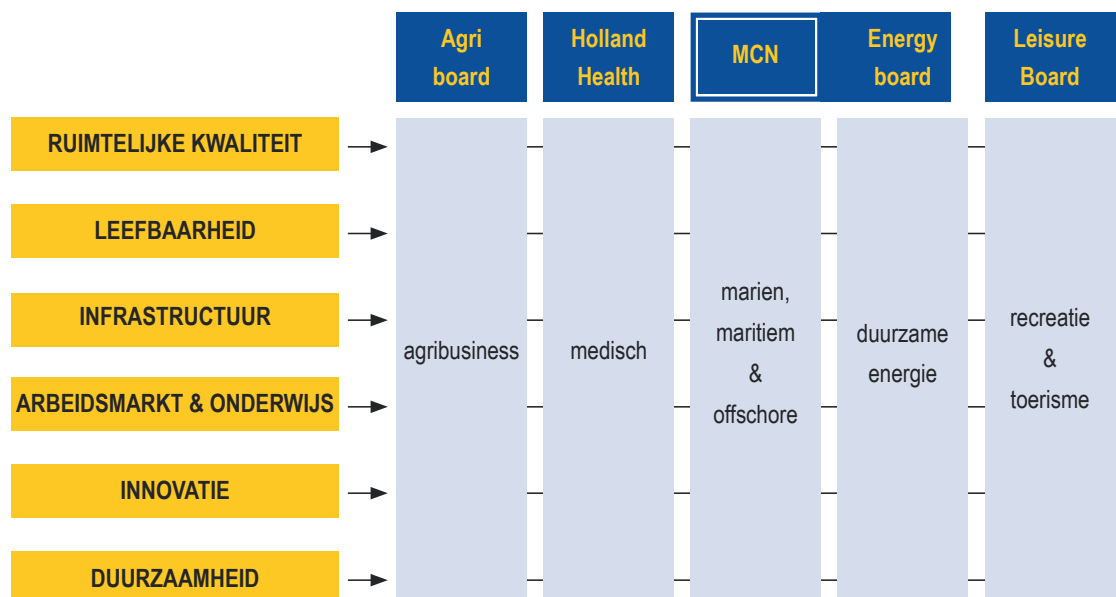 Agri
board
Holland
Health
MCN
Energy
board
Leisure
Board
RUIMTELIJKE KWALITEIT
LEEFBAARHEID
INFRASTRUCTUUR
ARBEIDSMARKT & ONDERWIJS
INNOVATIE
DUURZAAMHEID
agribusiness
medisch
marien,
maritiem
&
offschore
duurzame
energie
recreatie
&
toerisme